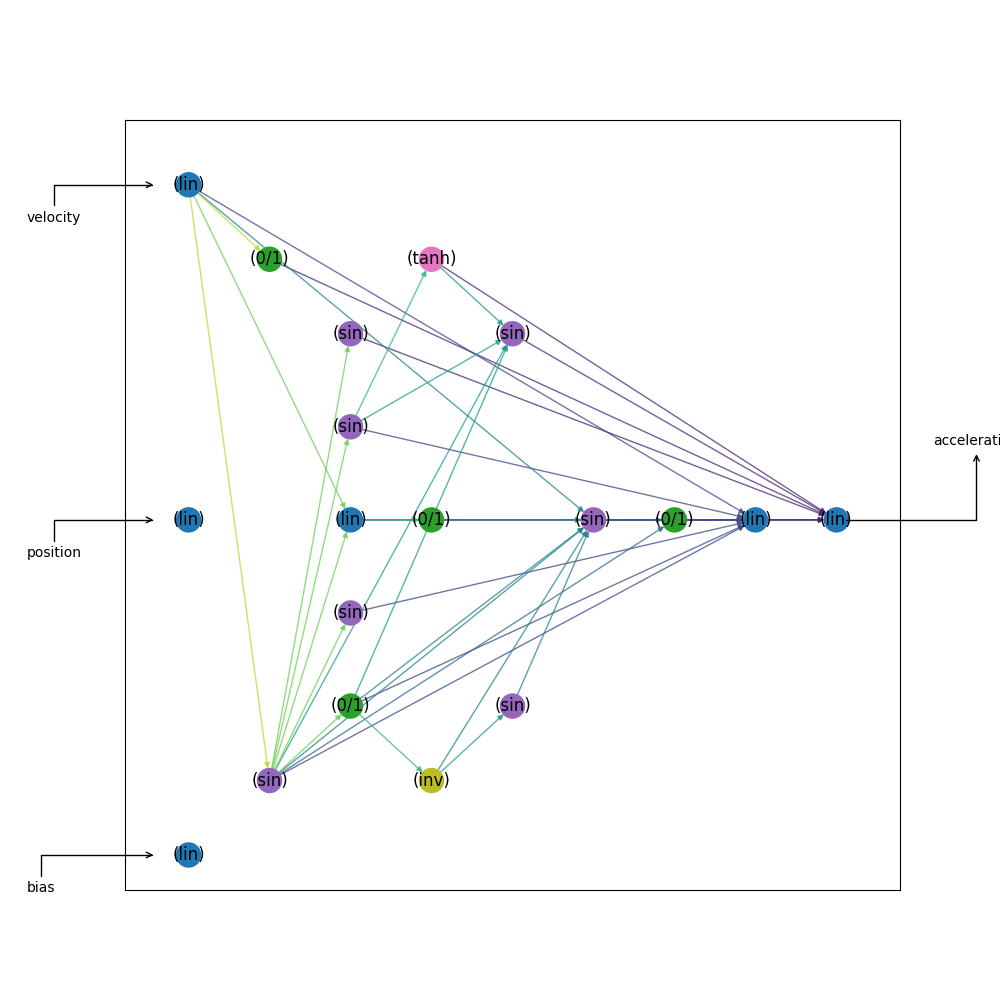 (lin)
velocity
(0/1)
(tanh)
(sin)
(sin)
(sin)
accelerati
(lin)
(lin)
(0/1)
(sin)
(0/1)
(lin)
(lin)
position
(sin)
(0/1)
(sin)
(sin)
(inv)
(lin)
bias